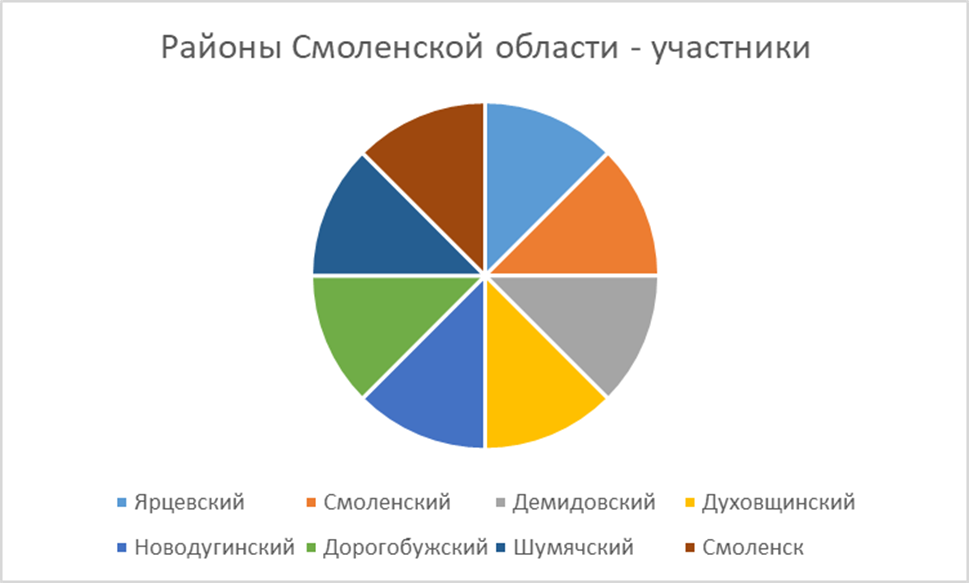 Районы Смоленской области - участники
Ярцевский Смоленский Демидовский Духовщинский
Новодугинский Дорогобужский Шумячский Смоленск